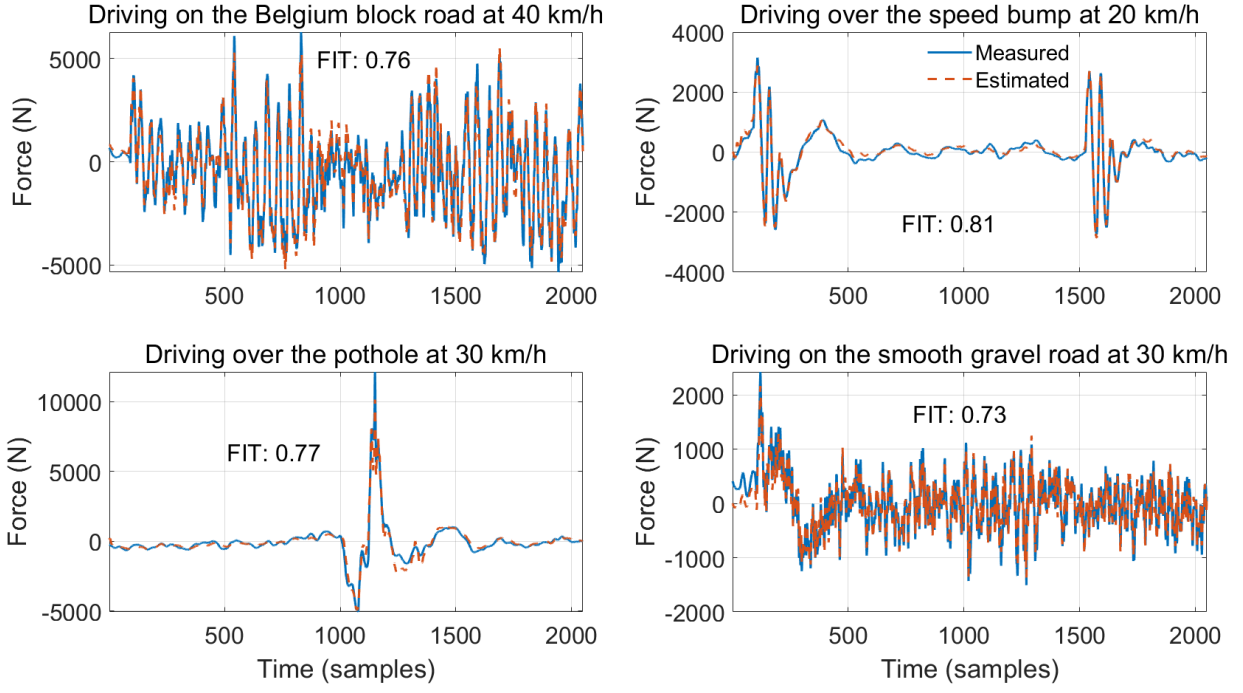 Driving on the Belgium block road at 40 km/h
Force (N)
5000
0
-5000
FIT: 0.76
500
1000
1500
2000
Driving over the speed bump at 20 km/h
Force (N)
4000
2000
0
-2000
-4000
Measured
Estimated
FIT: 0.81
500
1000
1500
2000
Driving over the pothole at 30 km/h
Force (N)
10000
5000
0
-5000
FIT: 0.77
500
1000
1500
2000
Time (samples)
Driving on the smooth gravel road at 30 km/h
Force (N)
2000
1000
0
-1000
-2000
FIT: 0.73
500
1000
1500
2000
Time (samples)